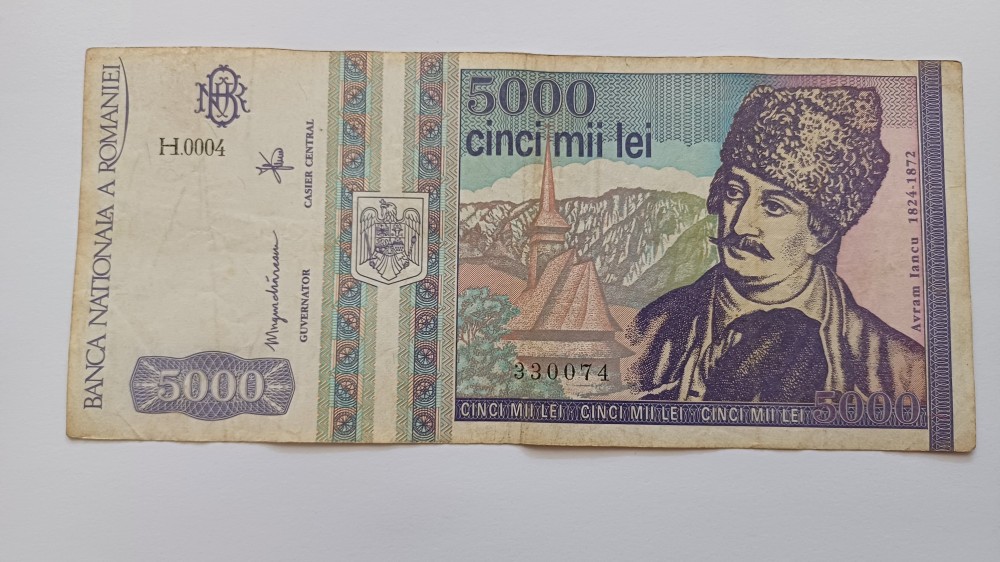 BANCA NATIONALA A ROMANIEI
H.0004
CASIER CENTRAL
GUVERNATOR
5000
5000
cinci mii lei
Avram Iancu 1824-1872
330074
CINCI MII LEI CINCI MII LEI CINCI MII LEI 5000